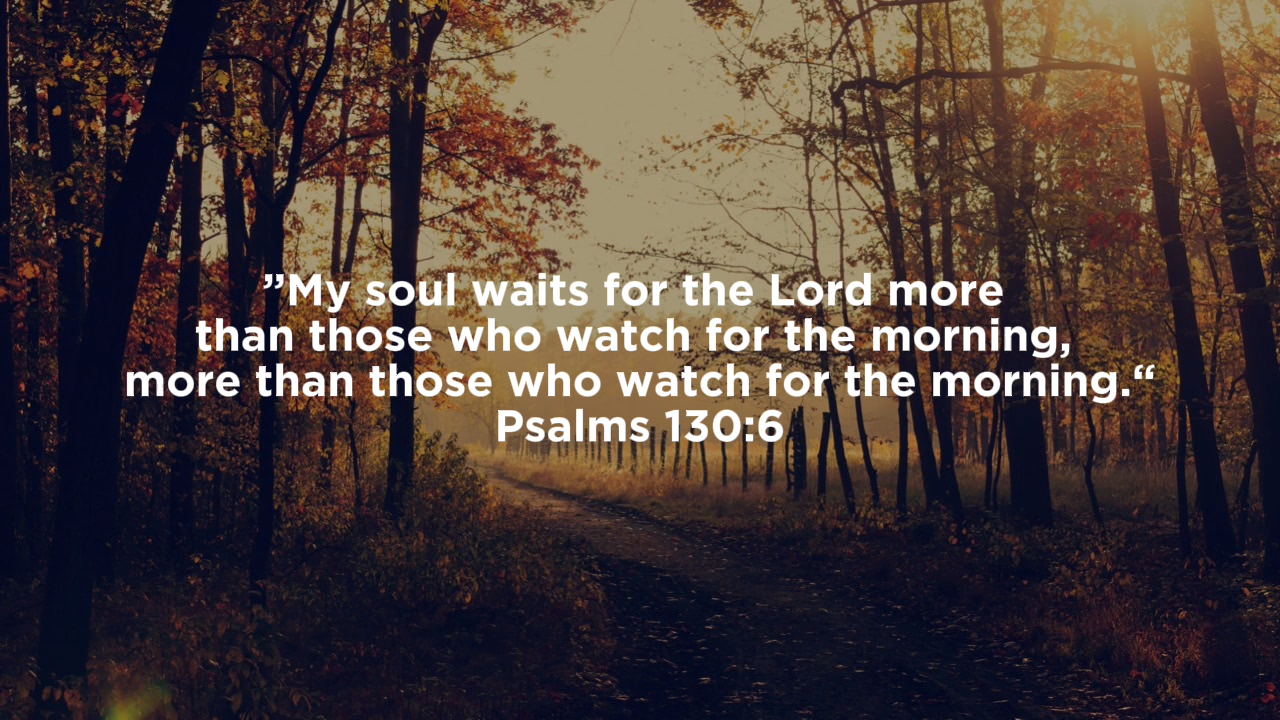 ”My soul waits for the Lord more
than those who watch for the morning,
more than those who watch for the morning.“
Psalms 130:6